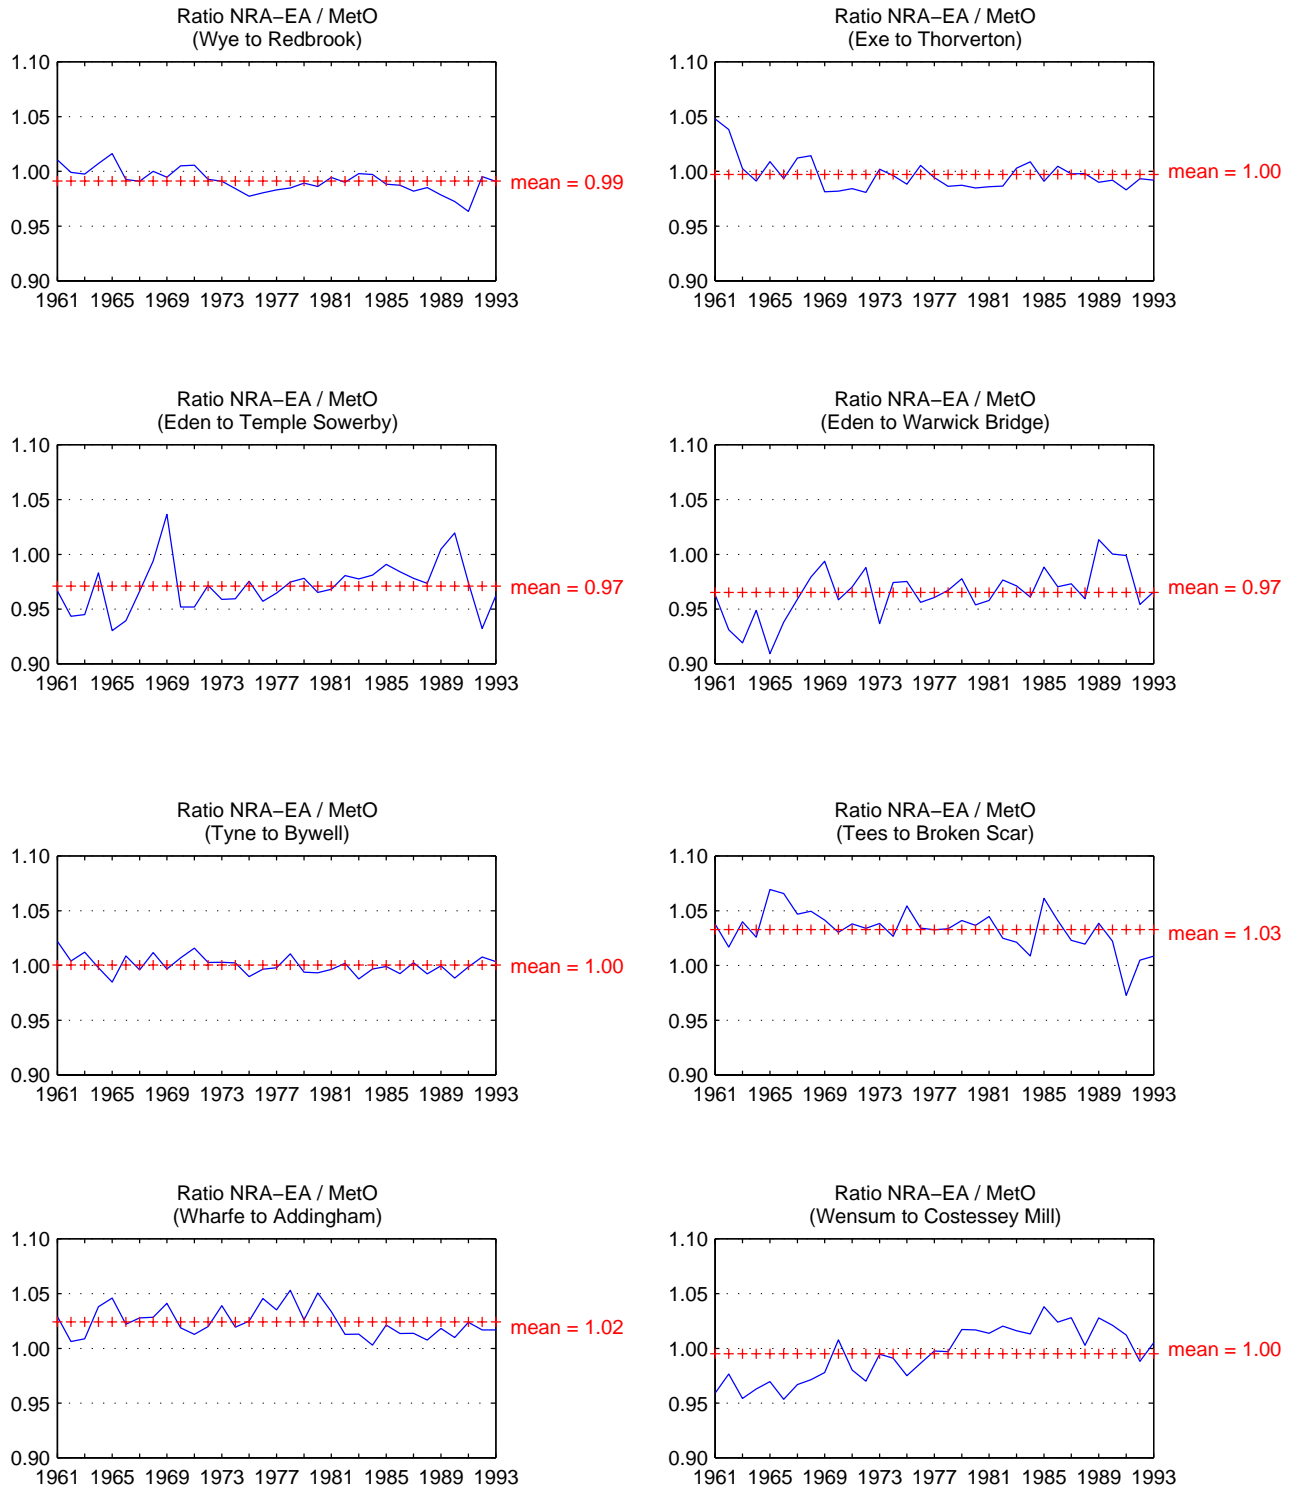 Ratio NRA−EA / MetO
(Wye to Redbrook)
1.10
1.05
1.00
0.95
0.90
1961 1965 1969 1973 1977 1981 1985 1989 1993
mean = 0.99
Ratio NRA−EA / MetO
(Exe to Thorverton)
1.10
1.05
1.00
0.95
0.90
1961 1965 1969 1973 1977 1981 1985 1989 1993
mean = 1.00
Ratio NRA−EA / MetO
(Eden to Temple Sowerby)
1.10
1.05
1.00
0.95
0.90
1961 1965 1969 1973 1977 1981 1985 1989 1993
mean = 0.97
Ratio NRA−EA / MetO
(Eden to Warwick Bridge)
1.10
1.05
1.00
0.95
0.90
1961 1965 1969 1973 1977 1981 1985 1989 1993
mean = 0.97
Ratio NRA−EA / MetO
(Tyne to Bywell)
1.10
1.05
1.00
0.95
0.90
1961 1965 1969 1973 1977 1981 1985 1989 1993
mean = 1.00
Ratio NRA−EA / MetO
(Tees to Broken Scar)
1.10
1.05
1.00
0.95
0.90
1961 1965 1969 1973 1977 1981 1985 1989 1993
mean = 1.03
Ratio NRA−EA / MetO
(Wharfe to Addingham)
1.10
1.05
1.00
0.95
0.90
1961 1965 1969 1973 1977 1981 1985 1989 1993
mean = 1.02
Ratio NRA−EA / MetO
(Wensum to Costessey Mill)
1.10
1.05
1.00
0.95
0.90
1961 1965 1969 1973 1977 1981 1985 1989 1993
mean = 1.00